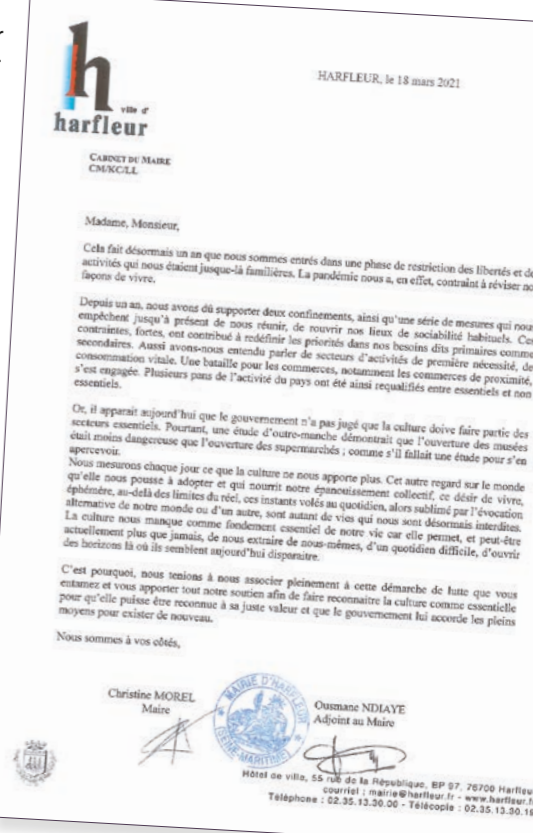 HARFLEUR, le 18 mars 2021
h
ville d'
harfleur
CABINET DU MAIRE
CM/KC/LL
Madame, Monsieur,
Cela fait désormais un an que nous sommes entrés dans une phase de restriction des libertés et de
activités qui nous étaient jusque-là familières. La pandémie nous a, en effet, contraint à réviser no
façons de vivre.
Depuis un an, nous avons dû supporter deux confinements, ainsi qu'une série de mesures qui nous
empêchent jusqu'à présent de nous réunir, de rouvrir nos lieux de sociabilité habituels. Ces
contraintes, fortes, ont contribué à redéfinir les priorités dans nos besoins dits primaires comme
secondaires. Aussi avons-nous entendu parler de secteurs d'activités de première nécessité, de
consommation vitale. Une bataille pour les commerces, notamment les commerces de proximité,
s'est engagée. Plusieurs pans de l'activité du pays ont été ainsi requalifiés entre essentiels et non
essentiels.
Or, il apparait aujourd'hui que le gouvernement n'a pas jugé que la culture doive faire partie des
secteurs essentiels. Pourtant, une étude d'outre-manche démontrait que l'ouverture des musées
était moins dangereuse que l'ouverture des supermarchés ; comme s'il fallait une étude pour s'en
apercevoir.
Nous mesurons chaque jour ce que la culture ne nous apporte plus. Cet autre regard sur le monde
qu'elle nous pousse à adopter et qui nourrit notre épanouissement collectif, ce désir de vivre,
éphémère, au-delà des limites du réel, ces instants volés au quotidien, alors sublimé par l'évocation
alternative de notre monde ou d'un autre, sont autant de vies qui nous sont désormais interdites.
La culture nous manque comme fondement essentiel de notre vie car elle permet, et peut-être
actuellement plus que jamais, de nous extraire de nous-mêmes, d'un quotidien difficile, d'ouvrir
des horizons là où ils semblent aujourd'hui disparaitre.
C'est pourquoi, nous tenions à nous associer pleinement à cette démarche de lutte que vous
entamez et vous apporter tout notre soutien afin de faire reconnaitre la culture comme essentielle
pour qu'elle puisse être reconnue à sa juste valeur et que le gouvernement lui accorde les pleins
moyens pour exister de nouveau.
Nous sommes à vos côtés,
Christine MOREL
Maire
MAIRIE D'HARFLEUR
(SEINE-MARITIME)
Ousmane NDIAYE
Adjoint au Maire
Hôtel de ville, 55 rue de la République, BP 97, 76700 Harfleu
courriel : mairie@harfleur.fr - www.harfleur.fr
Téléphone : 02.35.13.30.00 - Télécopie : 02.35.13.30.1